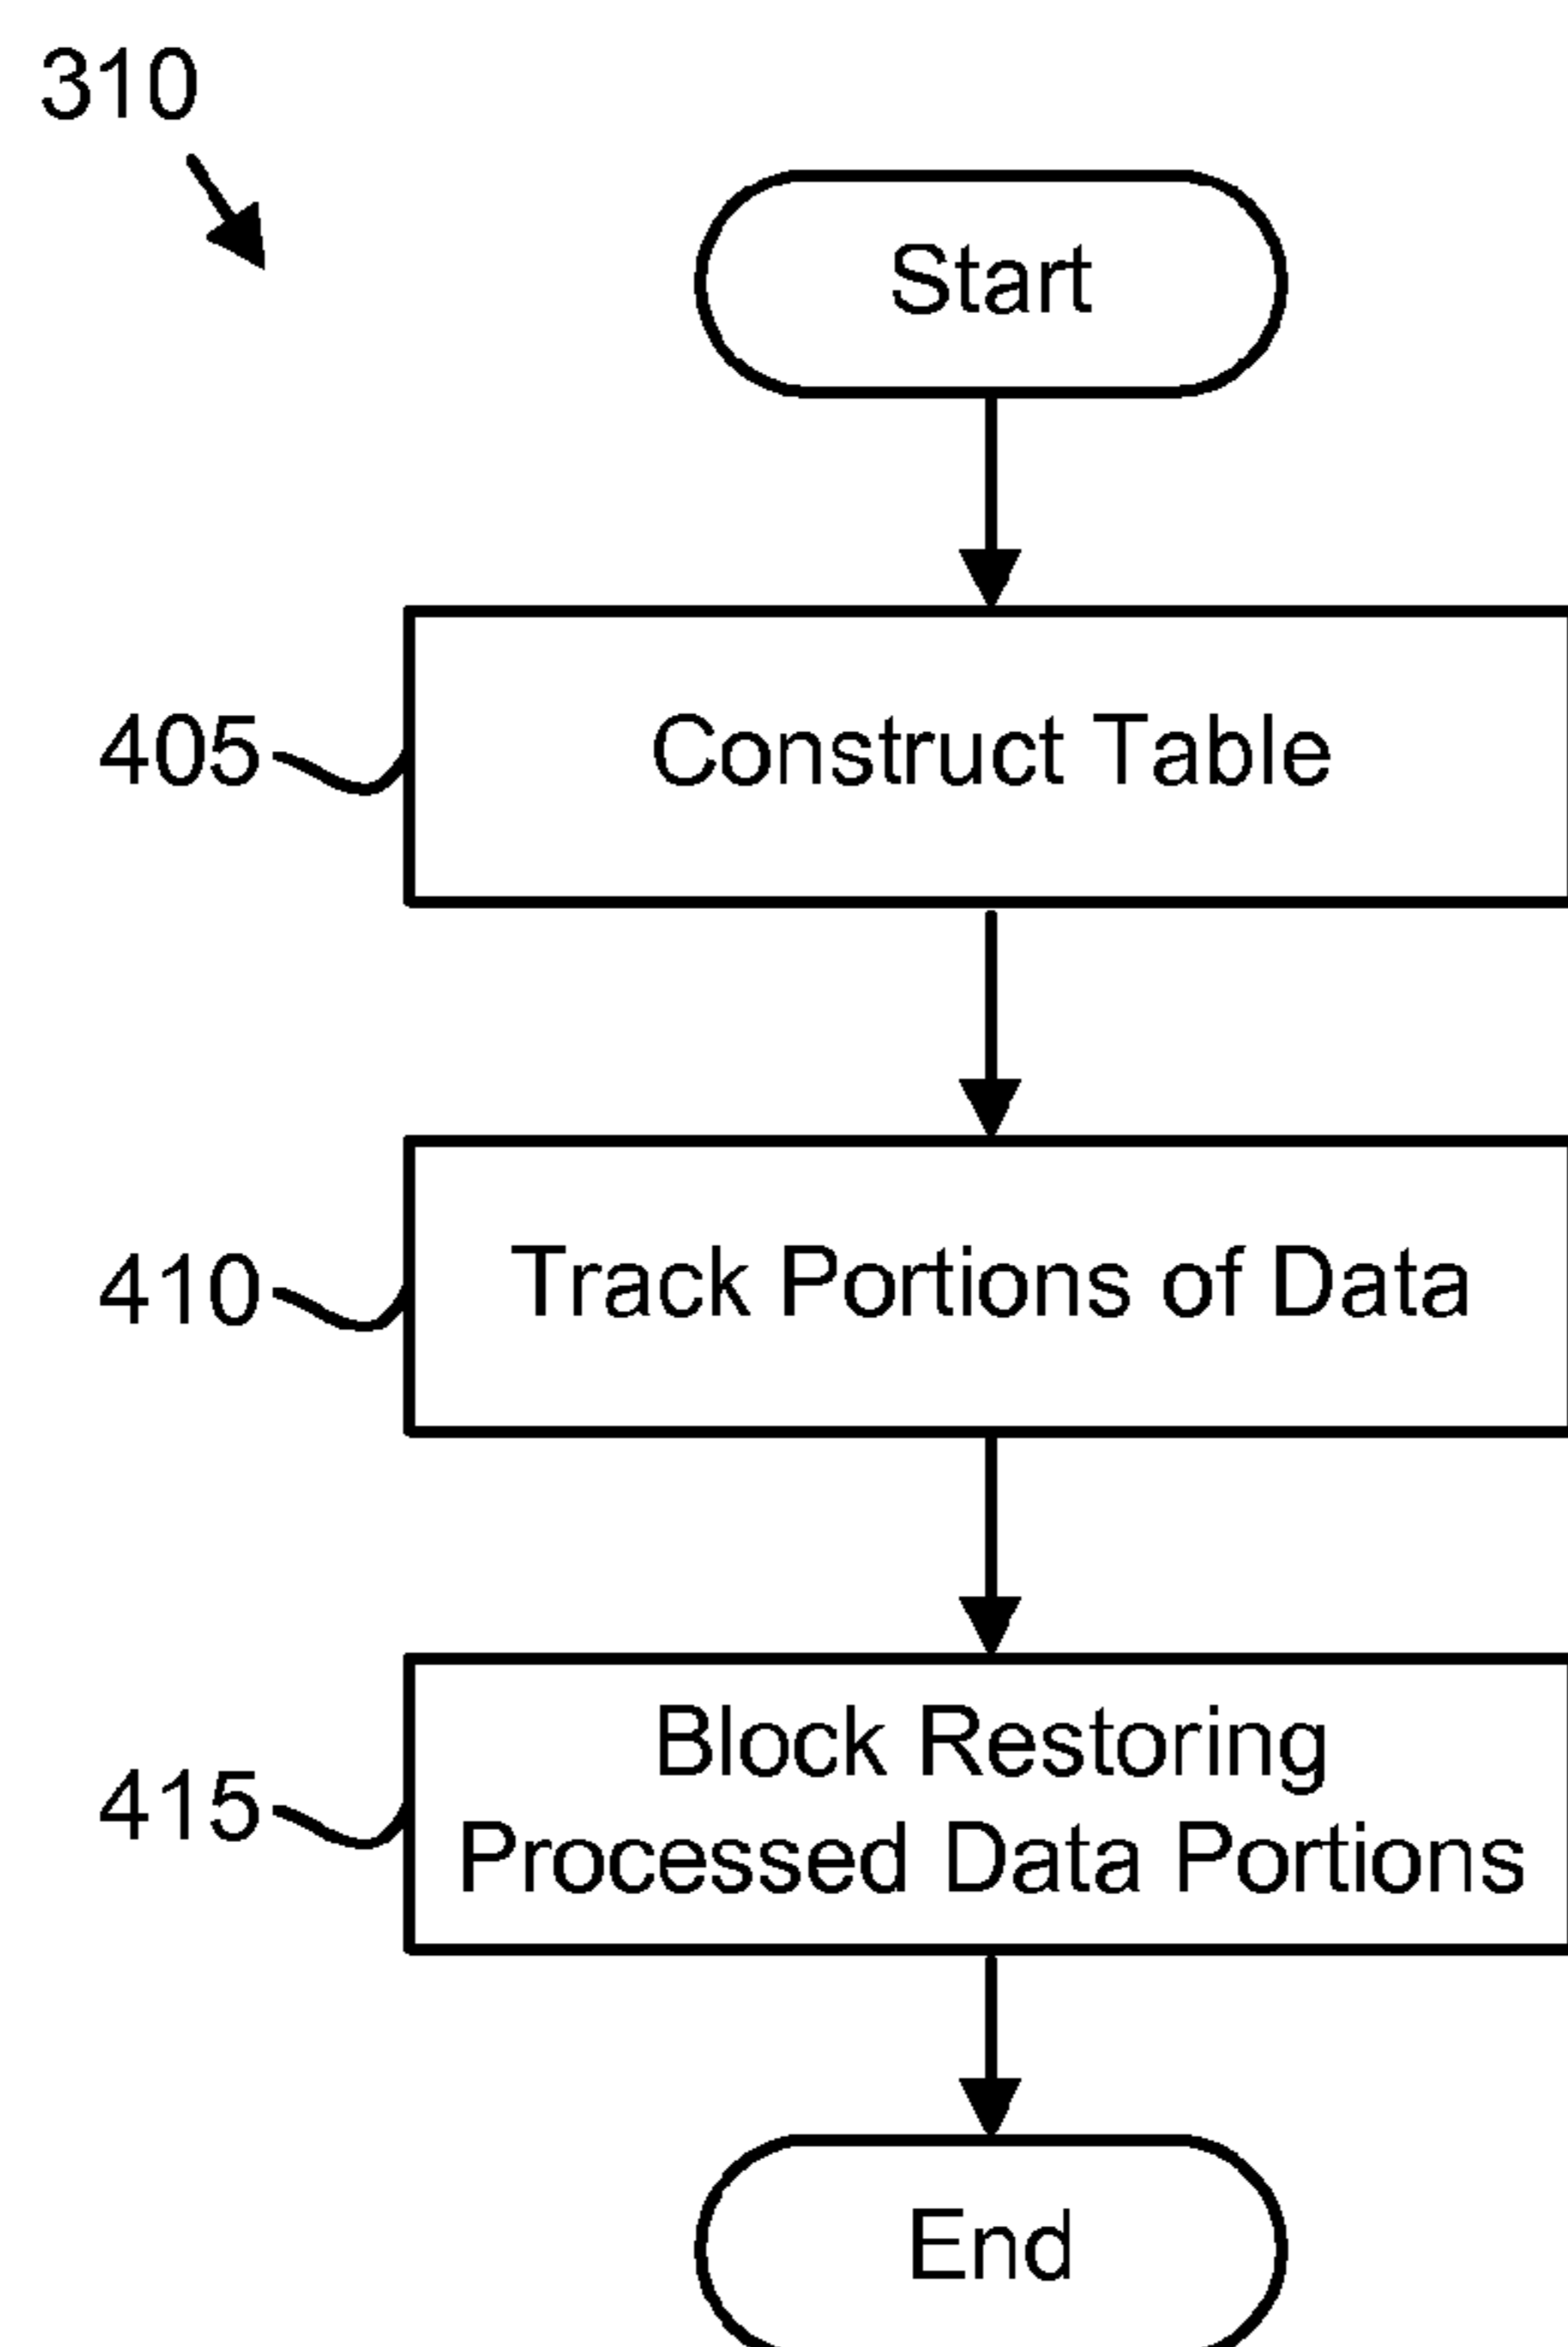 310
Start
405
Construct Table
410
Track Portions of Data
415
Block Restoring
Processed Data Portions
End